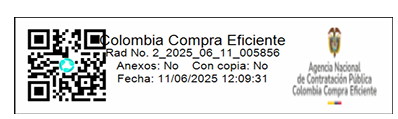 Colombia Compra Eficiente
Rad No. 2_2025_06_11_005856
Anexos: No Con copia: No
Fecha: 11/06/2025 12:09:31
Agencia Nacional
de Contratación Pública
Colombia Compra Eficiente